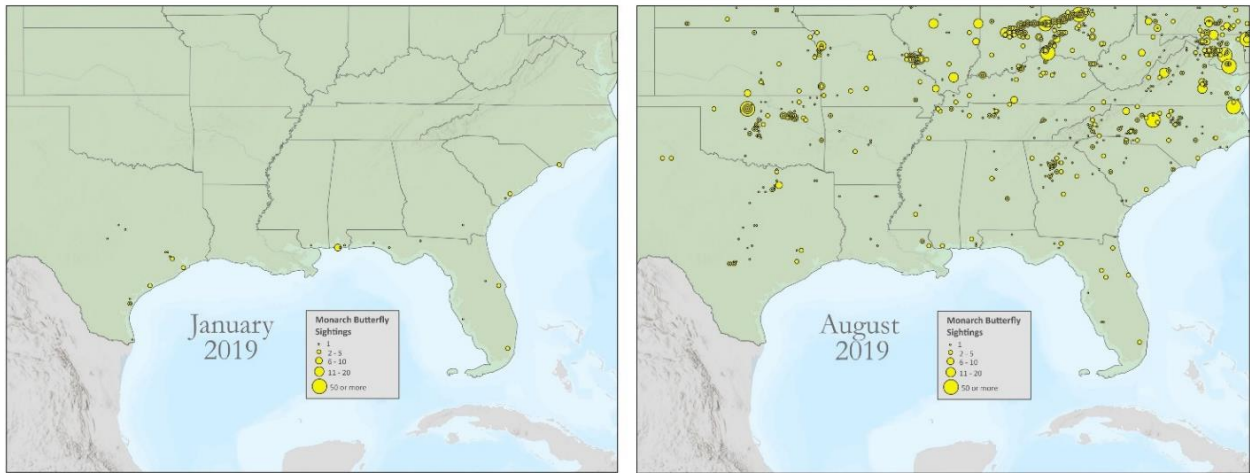 January
2019
Monarch Butterfly
Sightings
1
2 - 5
6 - 10
11 - 20
50 or more
August
2019
Monarch Butterfly
Sightings
1
2 - 5
6 - 10
11 - 20
50 or more